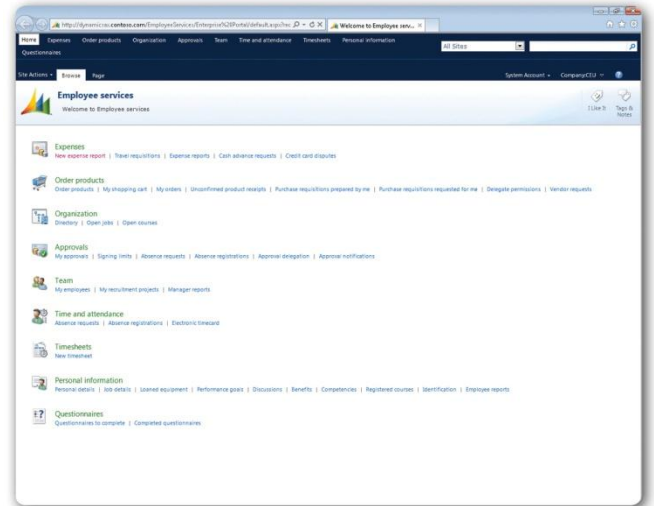 http://dynamicsax.contoso.com/EmployeeServices/Enterprise%20Portal/default.aspx?rec
Welcome to Employee serv...
Home Expenses Order products Organization Approvals Team Time and attendance Timesheets Personal information
Questionnaires
All Sites
Site Actions Browse Page System Account Company:CEU
Employee services
Welcome to Employee services
I Like It Tags & Notes
Expenses
New expense report | Travel requisitions | Expense reports | Cash advance requests | Credit card disputes
Order products
Order products | My shopping cart | My orders | Unconfirmed product receipts | Purchase requisitions prepared by me | Purchase requisitions requested for me | Delegate permissions | Vendor requests
Organization
Directory | Open jobs | Open courses
Approvals
My approvals | Signing limits | Absence requests | Absence registrations | Approval delegation | Approval notifications
Team
My employees | My recruitment projects | Manager reports
Time and attendance
Absence requests | Absence registrations | Electronic timecard
Timesheets
New timesheet
Personal information
Personal details | Job details | Loaned equipment | Performance goals | Discussions | Benefits | Competencies | Registered courses | Identification | Employee reports
Questionnaires
Questionnaires to complete | Completed questionnaires